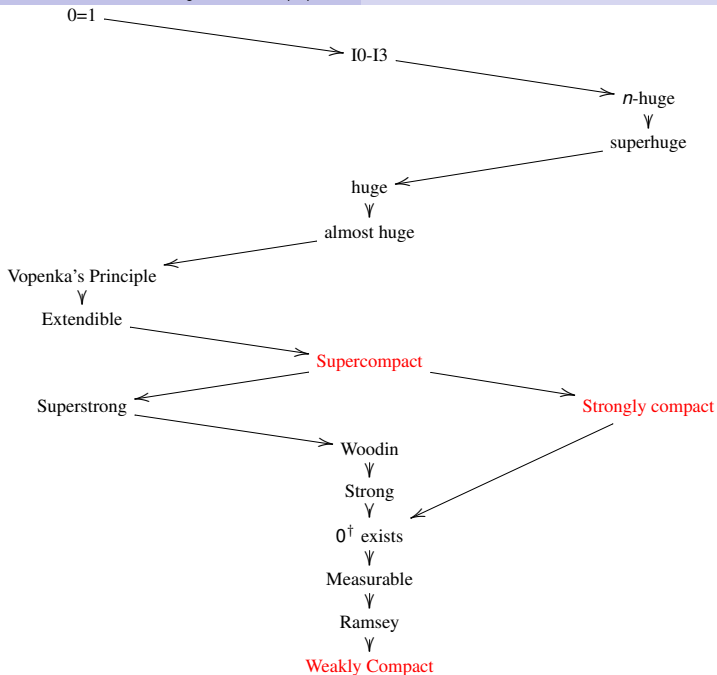 0=1
I0-I3
n-huge
superhuge
huge
almost huge
Vopenka's Principle
Extendible
Supercompact
Superstrong
Strongly compact
Woodin
Strong
0† exists
Measurable
Ramsey
Weakly Compact